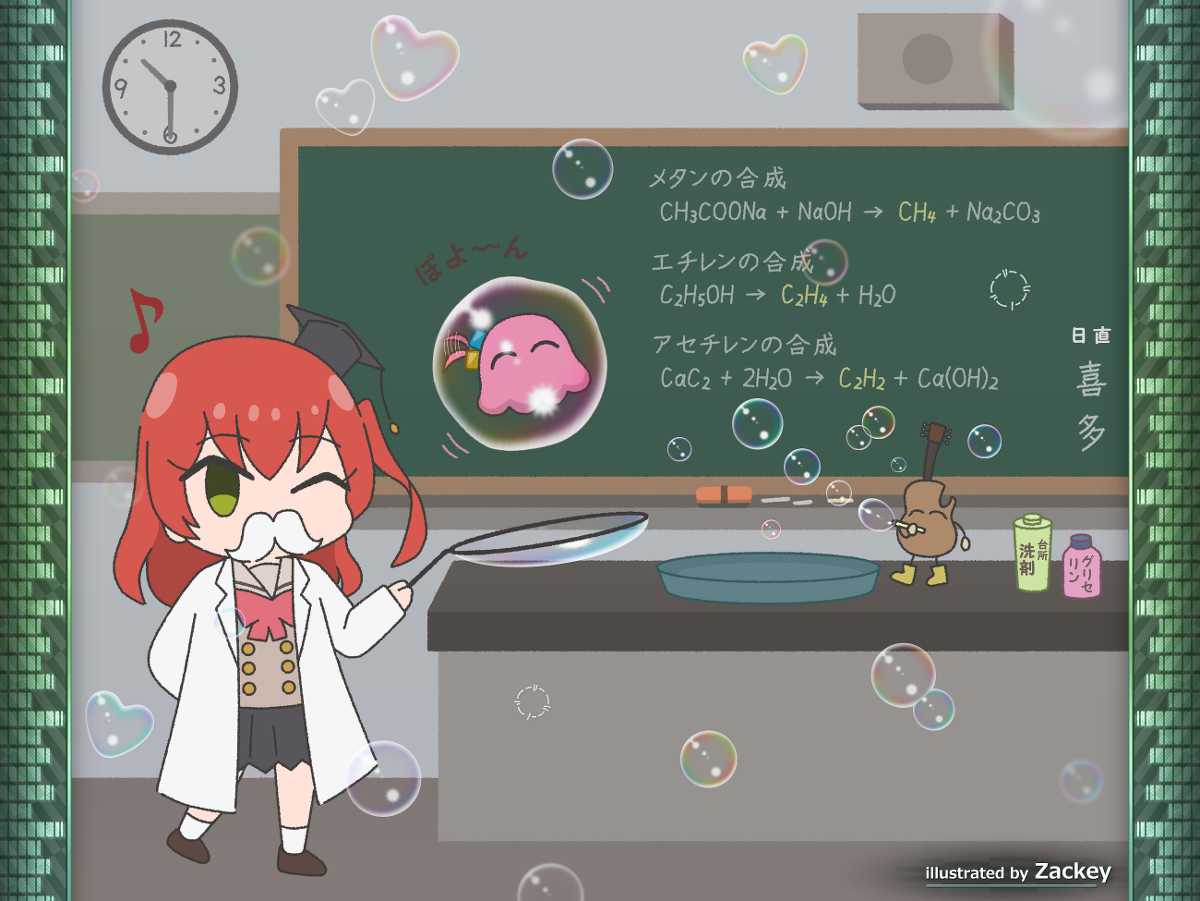 12
3
9
6
メタンの合成
CH₃COONa + NaOH → CH₄ + Na₂CO₃
エチレンの合成
C₂H₅OH → C₂H₄ + H₂O
アセチレンの合成
CaC₂ + 2H₂O → C₂H₂ + Ca(OH)₂
ぽよ〜〜ん
日直
喜多
台所
洗剤
グリセ
リン
illustrated by Zackey